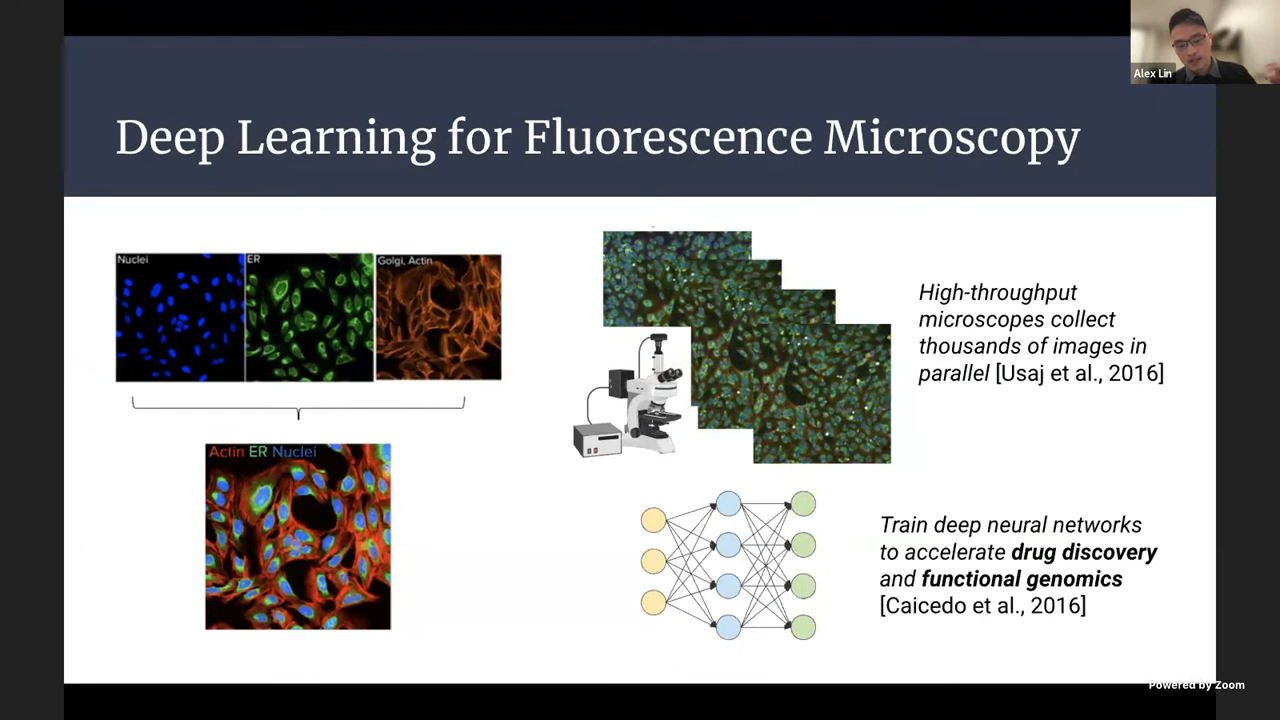 Alex Lin
Deep Learning for Fluorescence Microscopy
Nuclei
ER
Golgi, Actin
Actin ER Nuclei
High-throughput
microscopes collect
thousands of images in
parallel [Usaj et al., 2016]
Train deep neural networks
to accelerate drug discovery
and functional genomics
[Caicedo et al., 2016]
Powered by Zoom